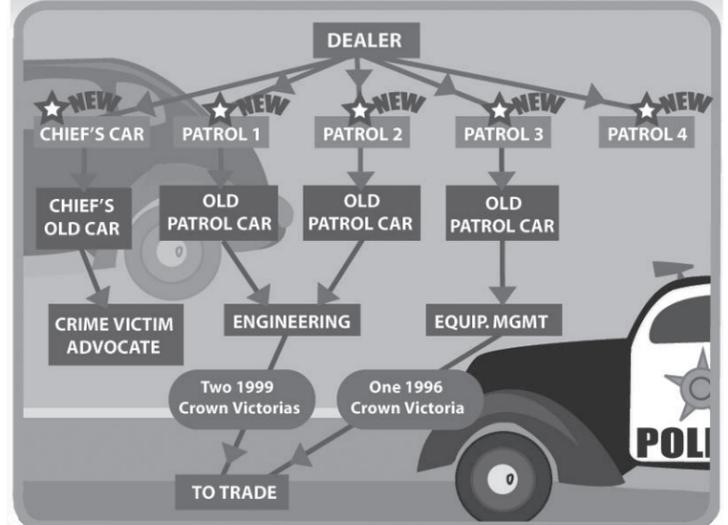 DEALER
NEW NEW NEW NEW NEW
CHIEF'S CAR PATROL 1 PATROL 2 PATROL 3 PATROL 4
CHIEF'S
OLD CAR
OLD
PATROL CAR
OLD
PATROL CAR
OLD
PATROL CAR
CRIME VICTIM
ADVOCATE
ENGINEERING
EQUIP. MGMT
Two 1999
Crown Victorias
One 1996
Crown Victoria
POLI
TO TRADE